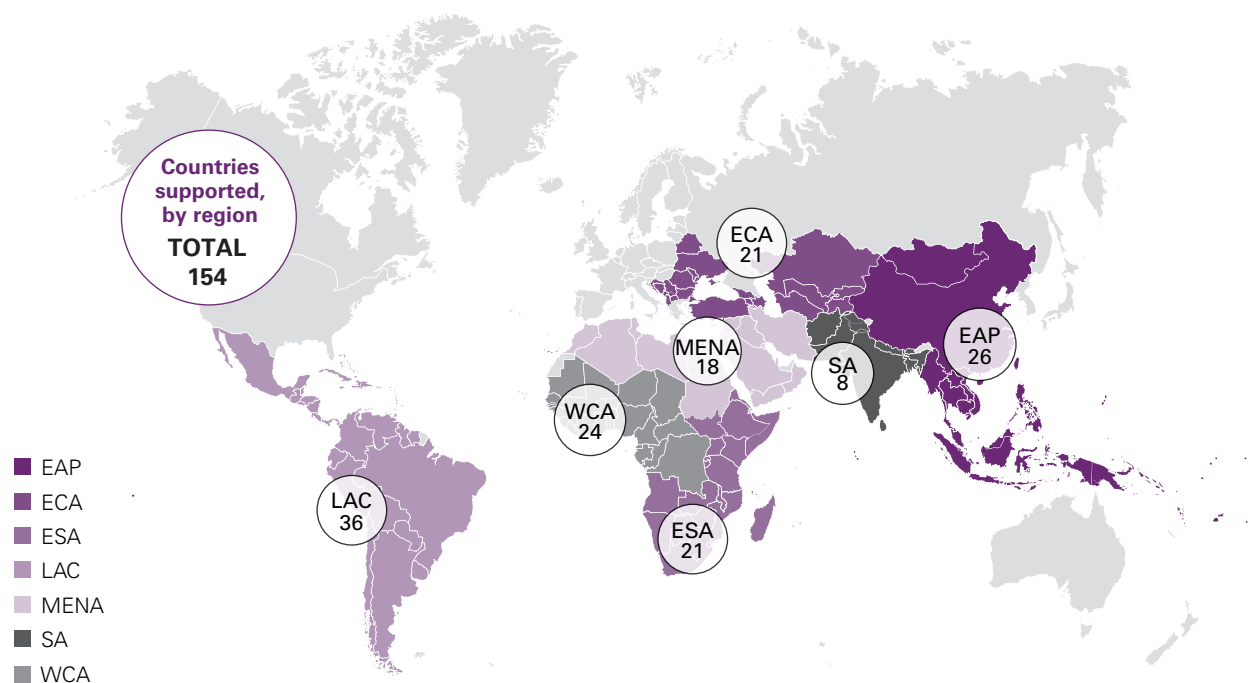 Countries
supported,
by region
TOTAL
154
ECA
21
MENA
18
EAP
26
SA
8
WCA
24
LAC
36
ESA
21
EAP
ECA
ESA
LAC
MENA
SA
WCA